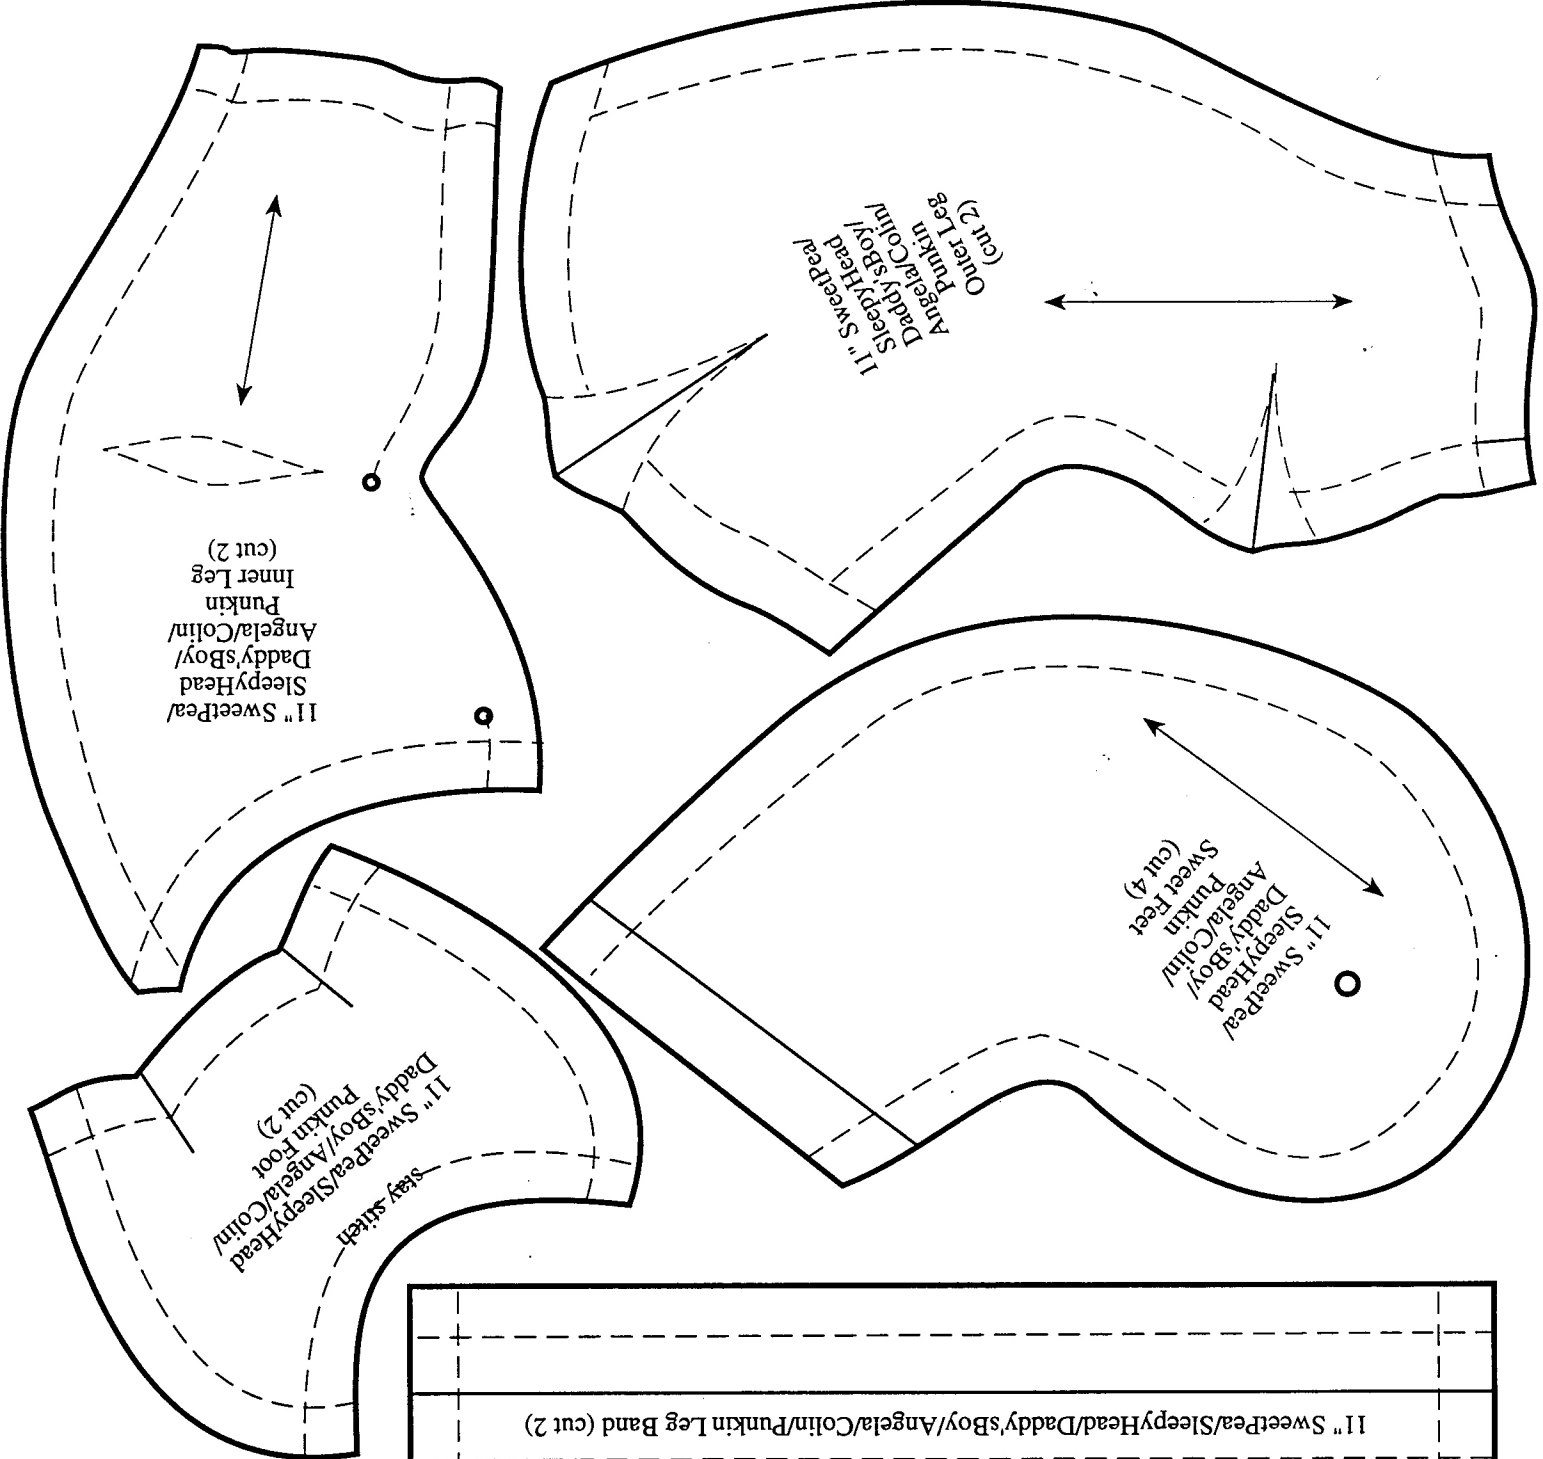 11" SweetPea/
SleepyHead
Daddy'sBoy/
Angela/Colin/
Punkin
Inner Leg
(cut 2)
11" SweetPea/
SleepyHead
Daddy'sBoy/
Angela/Colin/
Punkin
Outer Leg
(cut 2)
11" SweetPea/
SleepyHead
Daddy'sBoy/
Angela/Colin/
Punkin
Sweet Feet
(cut 4)
11" SweetPea/SleepyHead
Daddy'sBoy/Angela/Colin/
Punkin Foot
(cut 2)
stay stitch
11" SweetPea/SleepyHead/Daddy'sBoy/Angela/Colin/Punkin Leg Band (cut 2)